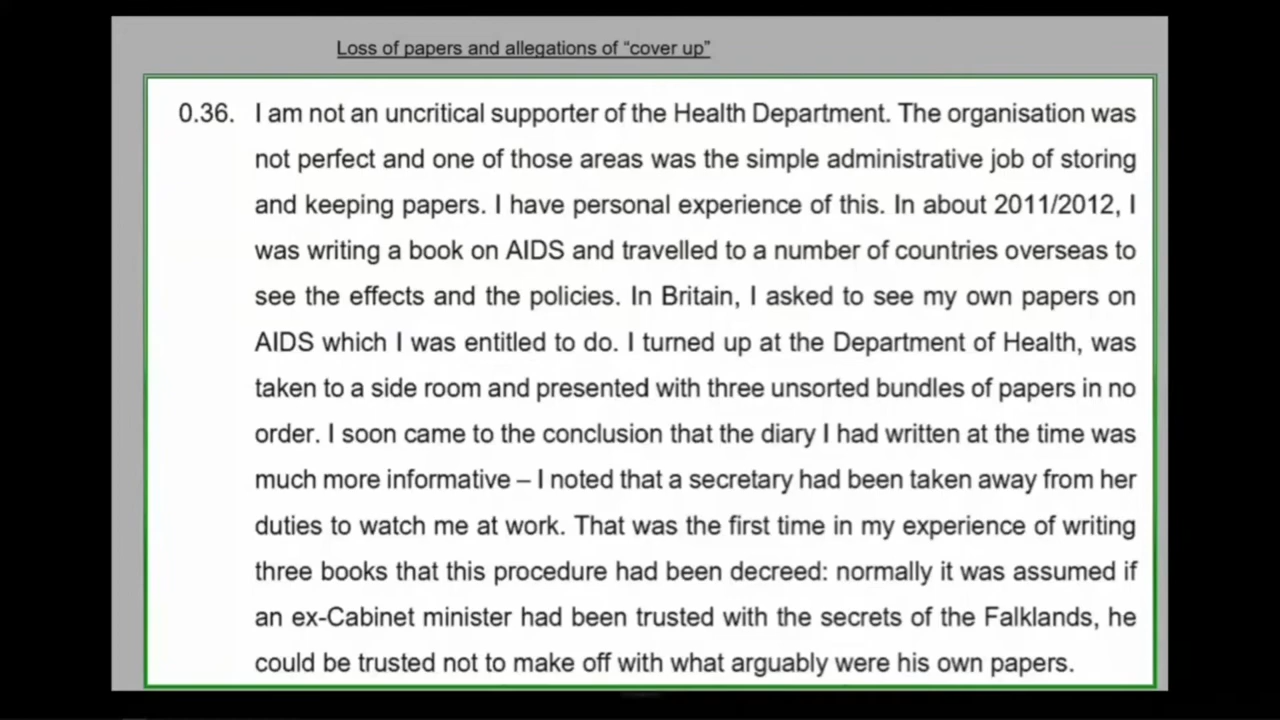 Loss of papers and allegations of “cover up”
0.36. I am not an uncritical supporter of the Health Department. The organisation was
not perfect and one of those areas was the simple administrative job of storing
and keeping papers. I have personal experience of this. In about 2011/2012, I
was writing a book on AIDS and travelled to a number of countries overseas to
see the effects and the policies. In Britain, I asked to see my own papers on
AIDS which I was entitled to do. I turned up at the Department of Health, was
taken to a side room and presented with three unsorted bundles of papers in no
order. I soon came to the conclusion that the diary I had written at the time was
much more informative – I noted that a secretary had been taken away from her
duties to watch me at work. That was the first time in my experience of writing
three books that this procedure had been decreed: normally it was assumed if
an ex-Cabinet minister had been trusted with the secrets of the Falklands, he
could be trusted not to make off with what arguably were his own papers.